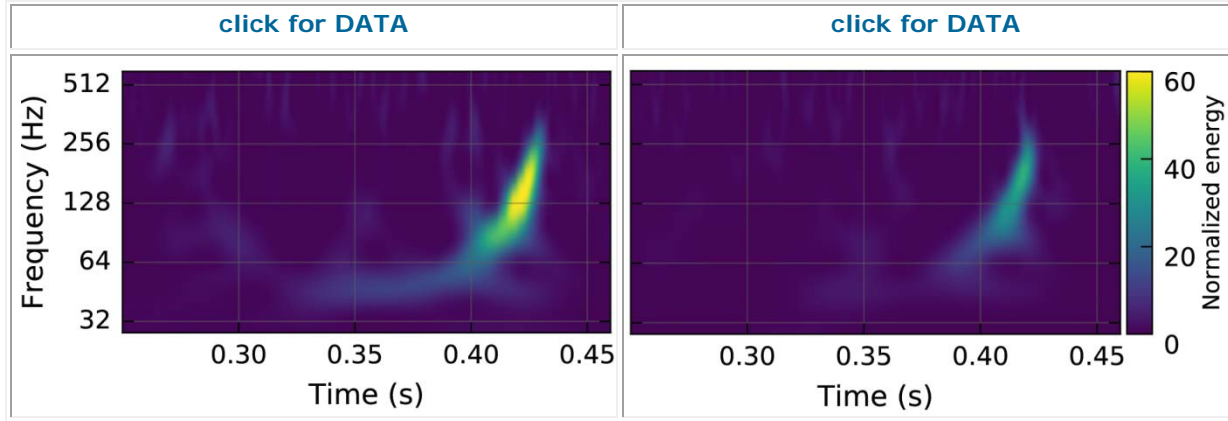 click for DATA
click for DATA
Frequency (Hz)
512
256
128
64
32
0.30 0.35 0.40 0.45
Time (s)
0.30 0.35 0.40 0.45
Time (s)
60
40
20
0
Normalized energy